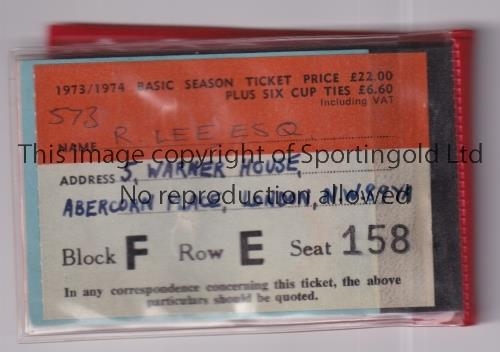 1973/1974 BASIC SEASON TICKET PRICE £22.00
PLUS SIX CUP TIES £6.60
Including VAT
573
NAME R. LEE ESQ.
This image copyright of Sportingold Ltd
ADDRESS 5, WARNER HOUSE,
No reproduction allowed
ABERCORN PLACE, LONDON, N.W.8
Block F Row E Seat 158
In any correspondence concerning this ticket, the above
particulars should be quoted.